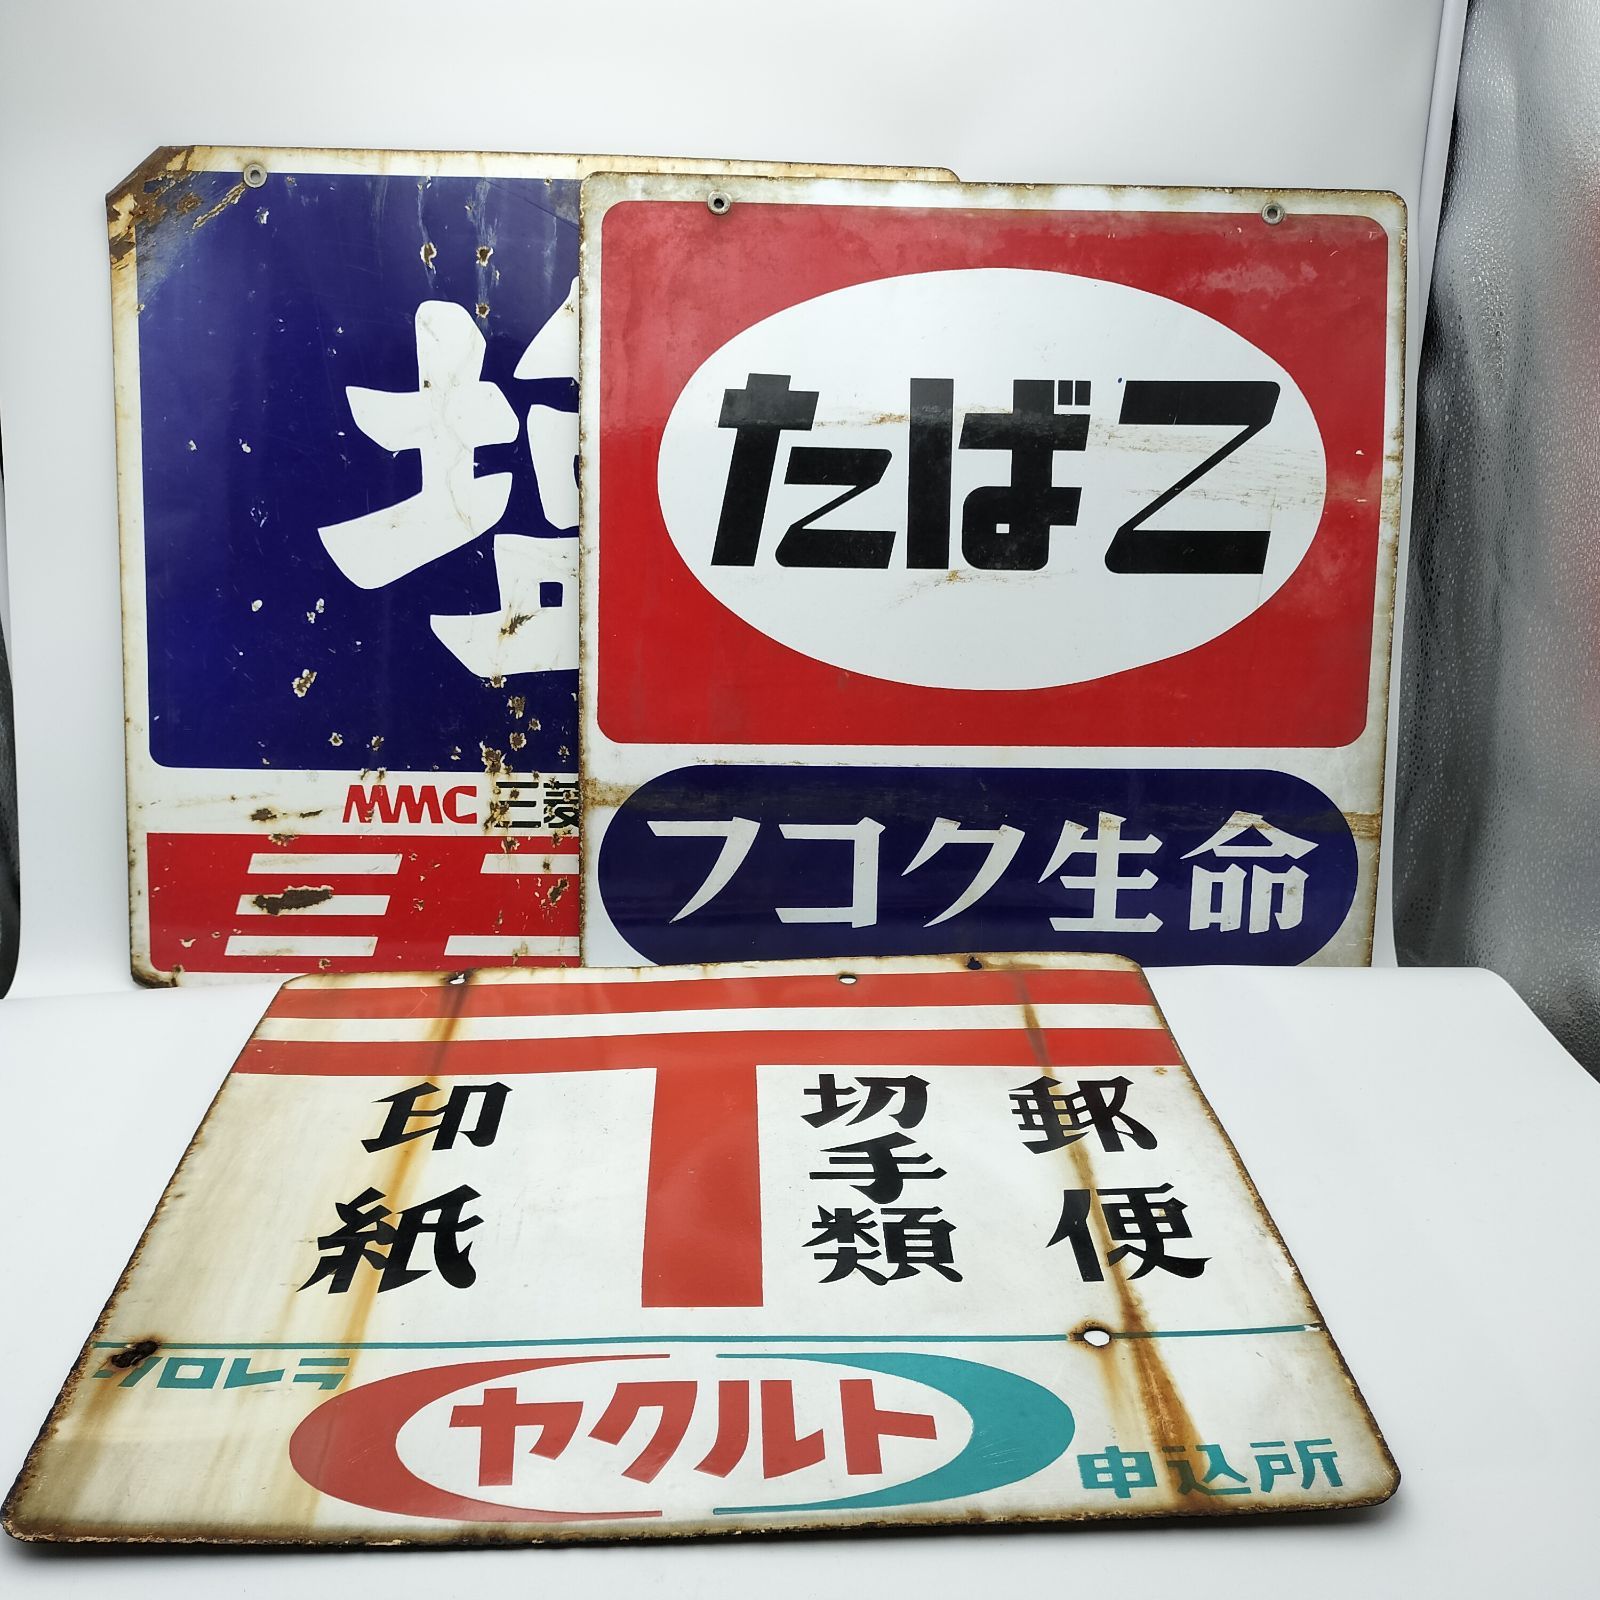 塩
MMC 三菱
たばこ
フコク生命
郵便
切手類
印紙
クロレラ
ヤクルト
申込所